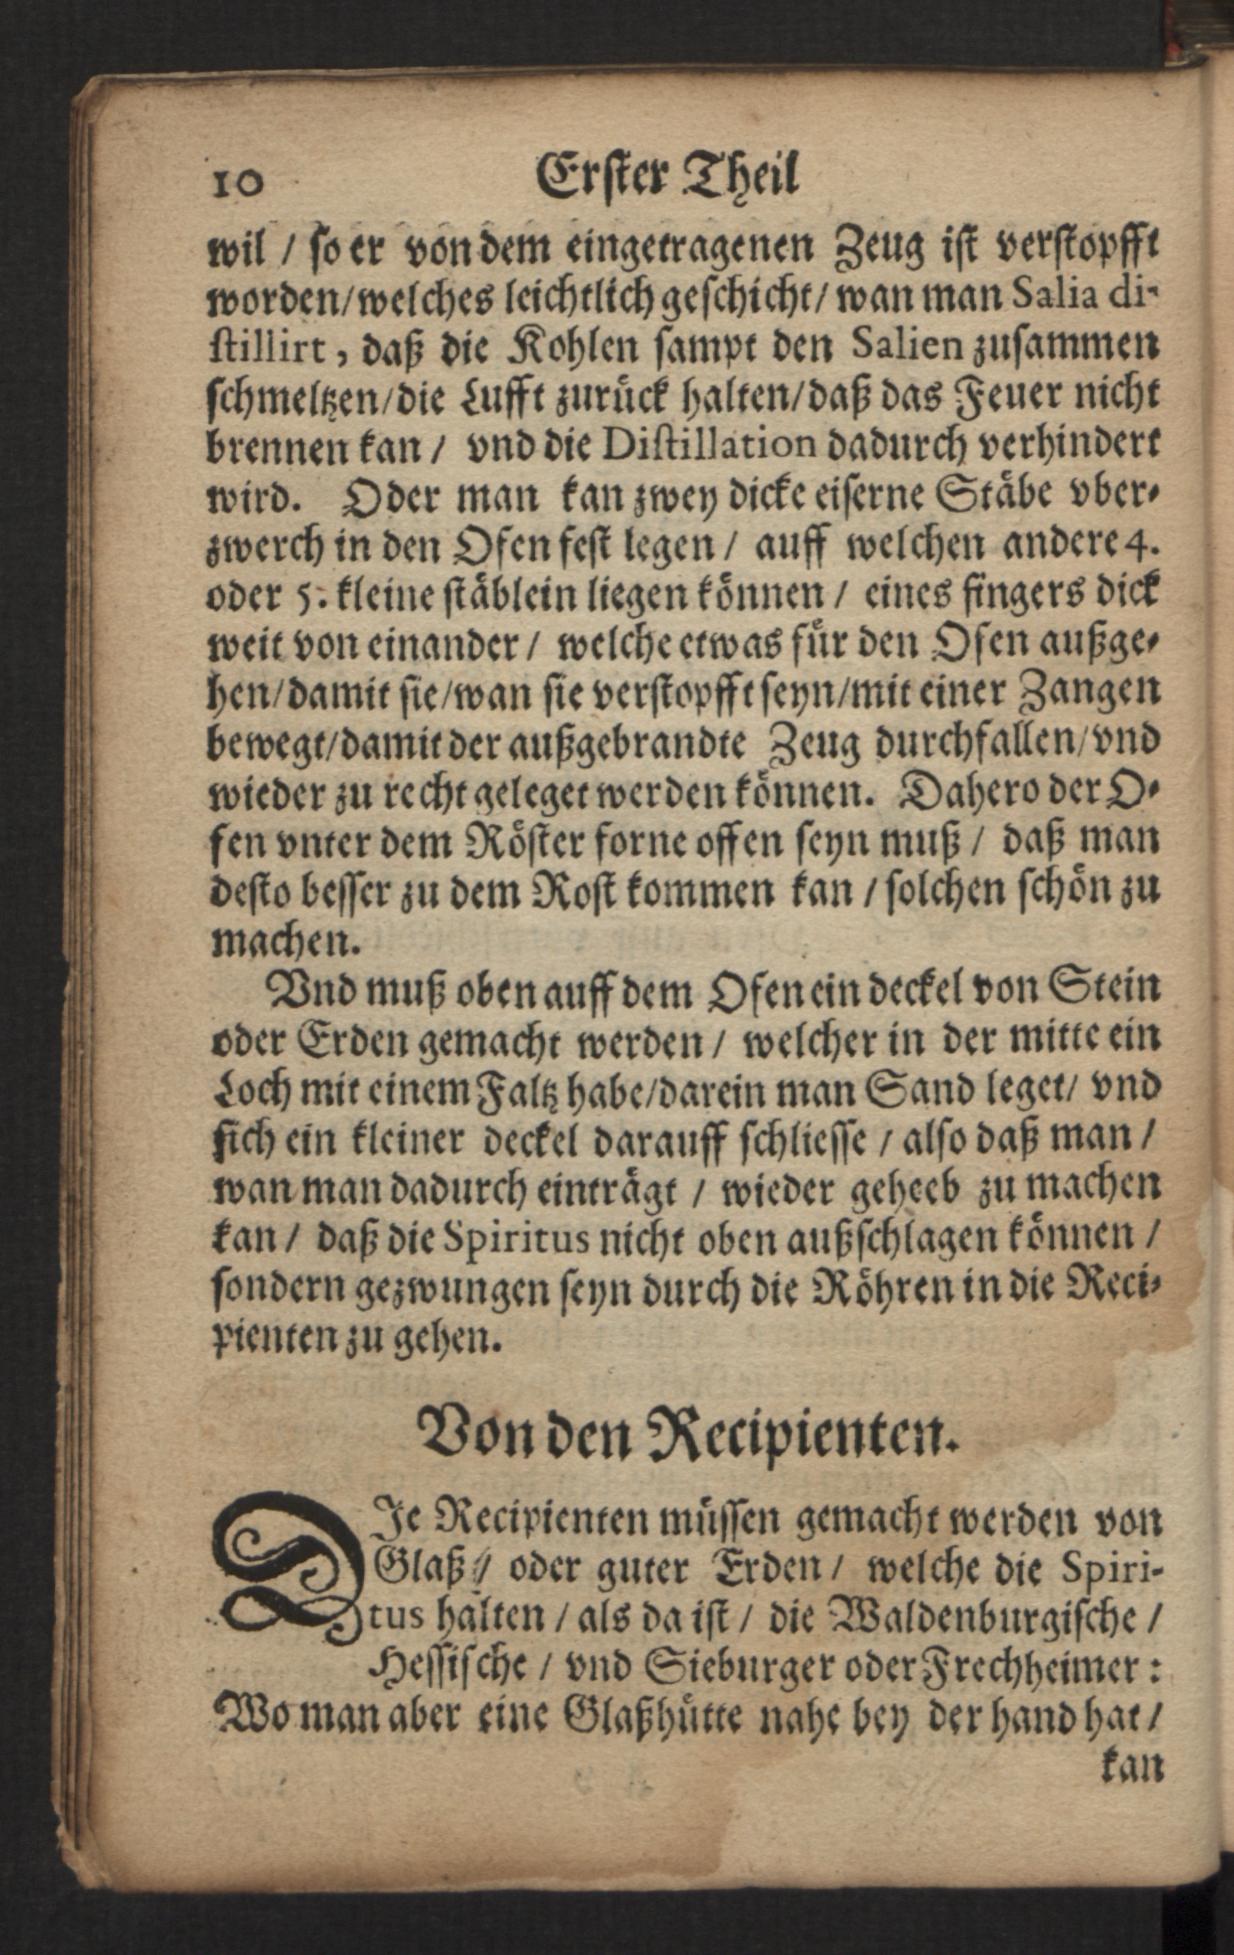 10 Erster Theil
wil / so er von dem eingetragenen Zeug ist verstopfft
worden/welches leichtlich geschicht/ wan man Salia di-
stillirt, daß die Kohlen sampt den Salien zusammen
schmeltzen/die Lufft zurück halten/daß das Feuer nicht
brennen kan / vnd die Distillation dadurch verhindert
wird. Oder man kan zwey dicke eiserne Stäbe vber-
zwerch in den Ofen fest legen / auff welchen andere 4.
oder 5. kleine stäblein liegen können / eines fingers dick
weit von einander / welche etwas für den Ofen außge-
hen/damit sie/wan sie verstopfft seyn/mit einer Zangen
bewegt/damit der außgebrandte Zeug durchfallen/vnd
wieder zu recht geleget werden können. Dahero der O-
fen vnter dem Röster forne offen seyn muß / daß man
desto besser zu dem Rost kommen kan / solchen schön zu
machen.
Vnd muß oben auff dem Ofen ein deckel von Stein
oder Erden gemacht werden / welcher in der mitte ein
Loch mit einem Faltz habe/darein man Sand leget/ vnd
sich ein kleiner deckel darauff schliesse / also daß man /
wan man dadurch einträgt / wieder geheeb zu machen
kan / daß die Spiritus nicht oben außschlagen können /
sondern gezwungen seyn durch die Röhren in die Reci-
pienten zu gehen.
Von den Recipienten.
DJe Recipienten müssen gemacht werden von
Glaß / oder guter Erden / welche die Spiri-
tus halten / als da ist / die Waldenburgische /
Hessische / vnd Sieburger oder Frechheimer :
Wo man aber eine Glaßhütte nahe bey der hand hat /
kan